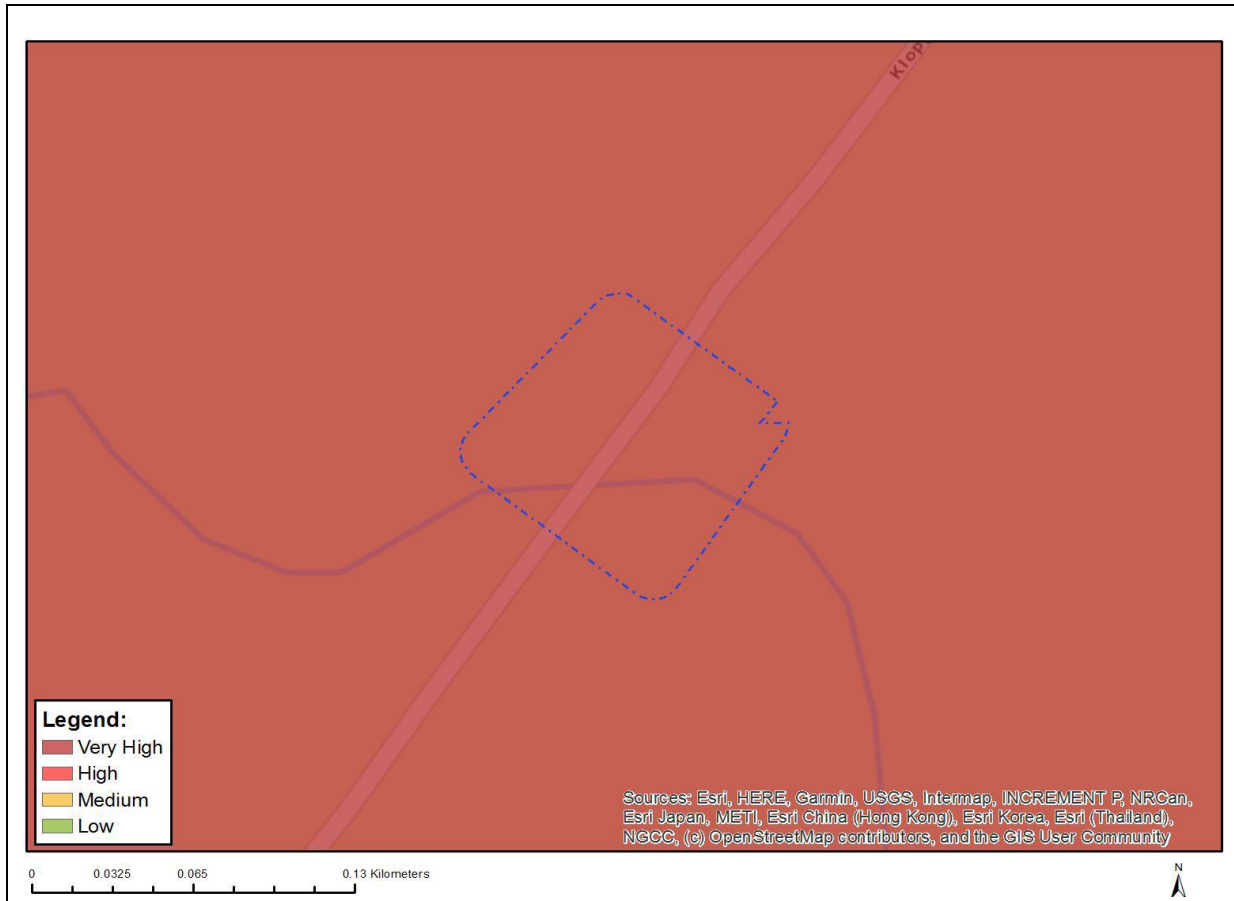 Klop
Legend:
Very High
High
Medium
Low
Sources: Esri, HERE, Garmin, USGS, Intermap, INCREMENT P, NRCan,
Esri Japan, METI, Esri China (Hong Kong), Esri Korea, Esri (Thailand),
NGCC, (c) OpenStreetMap contributors, and the GIS User Community
0 0.0325 0.065 0.13 Kilometers
N